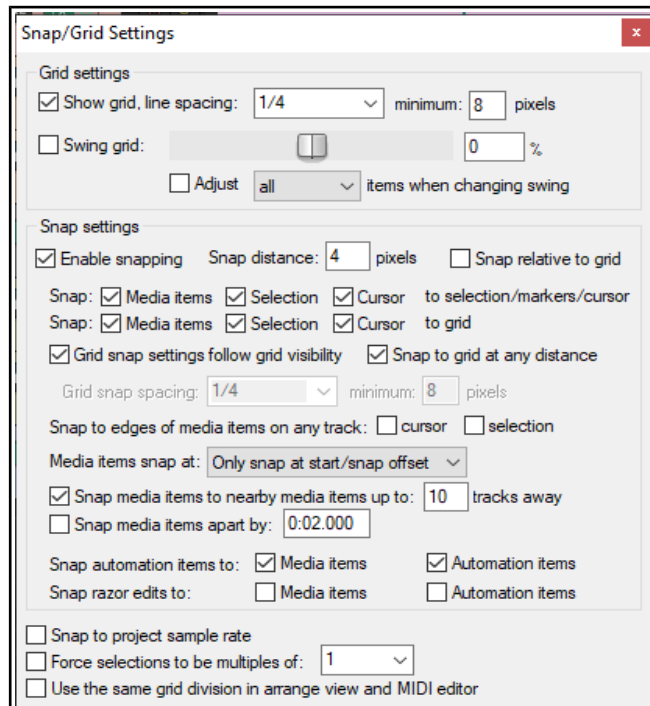 Snap/Grid Settings x
Grid settings
Show grid, line spacing: 1/4 minimum: 8 pixels
Swing grid: 0 %
Adjust all items when changing swing
Snap settings
Enable snapping Snap distance: 4 pixels Snap relative to grid
Snap: Media items Selection Cursor to selection/markers/cursor
Snap: Media items Selection Cursor to grid
Grid snap settings follow grid visibility Snap to grid at any distance
Grid snap spacing: 1/4 minimum: 8 pixels
Snap to edges of media items on any track: cursor selection
Media items snap at: Only snap at start/snap offset
Snap media items to nearby media items up to: 10 tracks away
Snap media items apart by: 0:02.000
Snap automation items to: Media items Automation items
Snap razor edits to: Media items Automation items
Snap to project sample rate
Force selections to be multiples of: 1
Use the same grid division in arrange view and MIDI editor